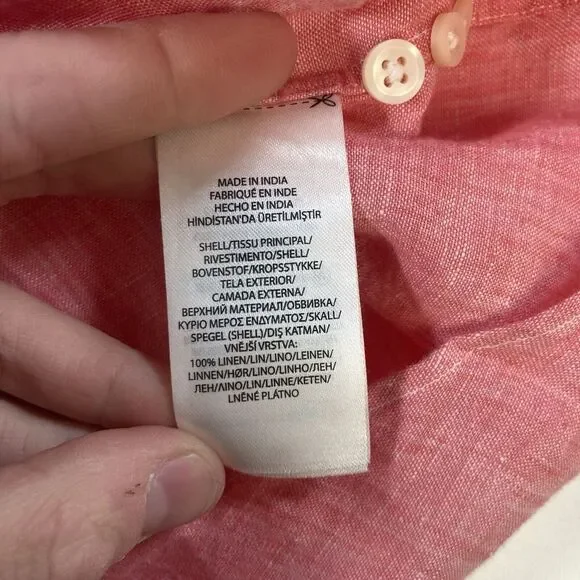 MADE IN INDIA
FABRIQUÉ EN INDE
HECHO EN INDIA
HİNDİSTAN'DA ÜRETİLMİŞTİR
SHELL/TISSU PRINCIPAL/
RIVESTIMENTO/SHELL/
BOVENSTOF/KROPSSTYKKE/
TELA EXTERIOR/
CAMADA EXTERNA/
ВЕРХНИЙ МАТЕРИАЛ/ОБВИВКА/
ΚΥΡΙΟ ΜΕΡΟΣ ΕΝΔΥΜΑΤΟΣ/SKALL/
SPEGEL (SHELL)/DIŞ KATMAN/
VNĚJŠÍ VRSTVA:
100% LINEN/LIN/LINO/LEINEN/
LINNEN/HØR/LINO/LINHO/ЛЕН/
ЛЕН/ΛΙΝΟ/LIN/LINNE/KETEN/
LNĚNÉ PLÁTNO